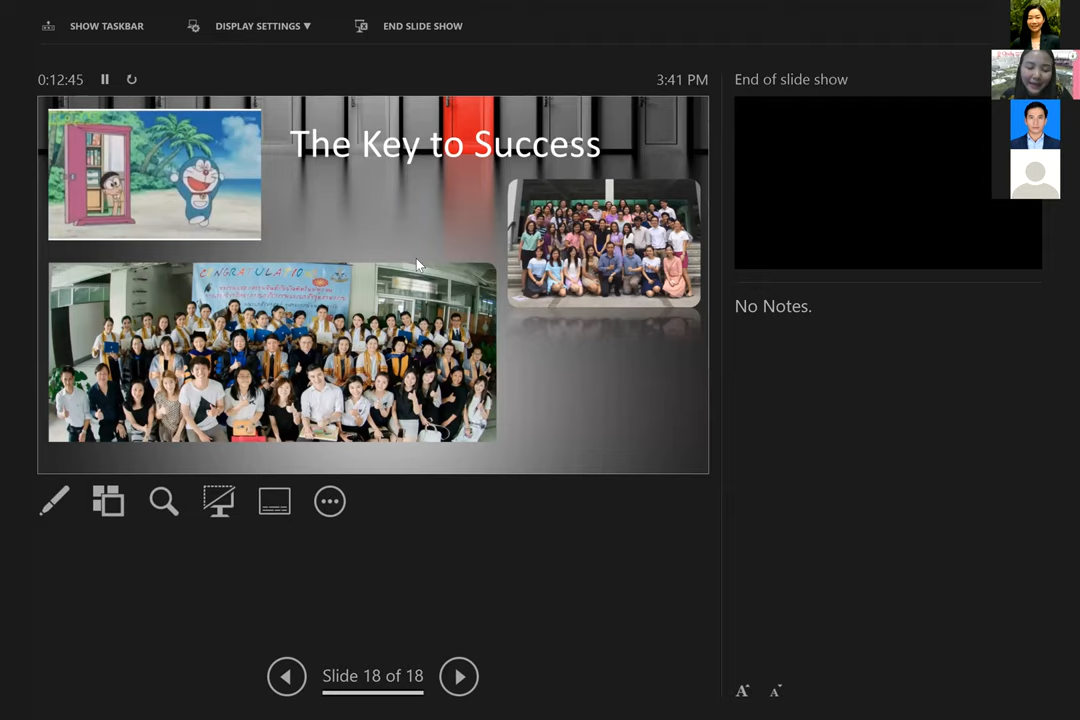 SHOW TASKBAR
DISPLAY SETTINGS ▼
END SLIDE SHOW
0:12:45
3:41 PM
End of slide show
The Key to Success
CONGRATULATIONS
No Notes.
Slide 18 of 18
A A